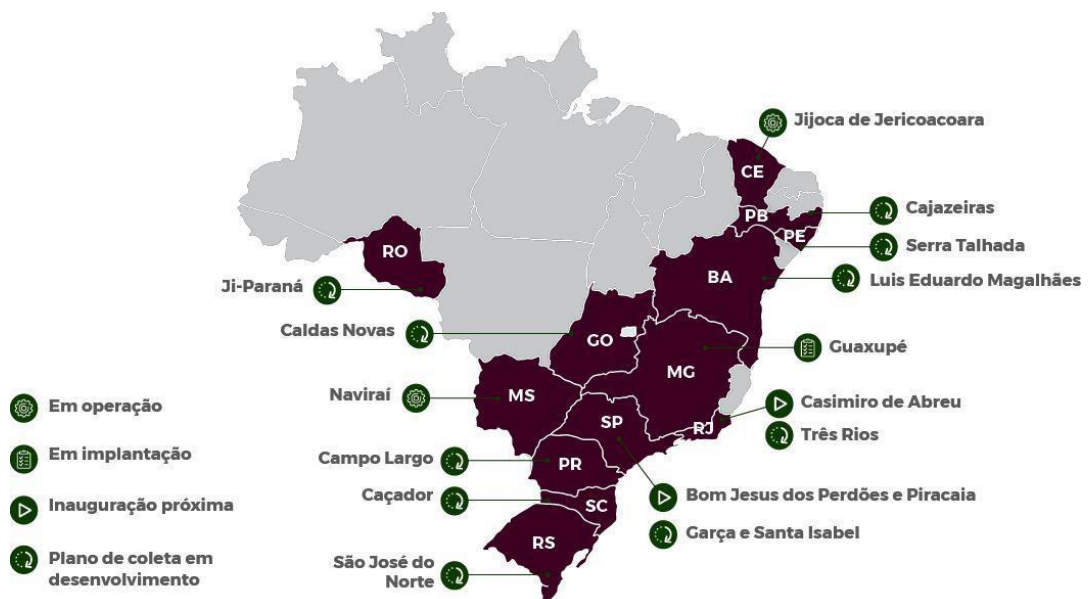 Jijoca de Jericoacoara
CE
Cajazeiras
PB
PE
Serra Talhada
RO
BA
Luis Eduardo Magalhães
Ji-Paraná
Caldas Novas
GO
Guaxupé
MG
Naviraí
MS
Em operação
Casimiro de Abreu
SP
RJ
Três Rios
Em implantação
Campo Largo
PR
Caçador
Bom Jesus dos Perdões e Piracaia
Inauguração próxima
SC
Garça e Santa Isabel
RS
Plano de coleta em
desenvolvimento
São José do
Norte